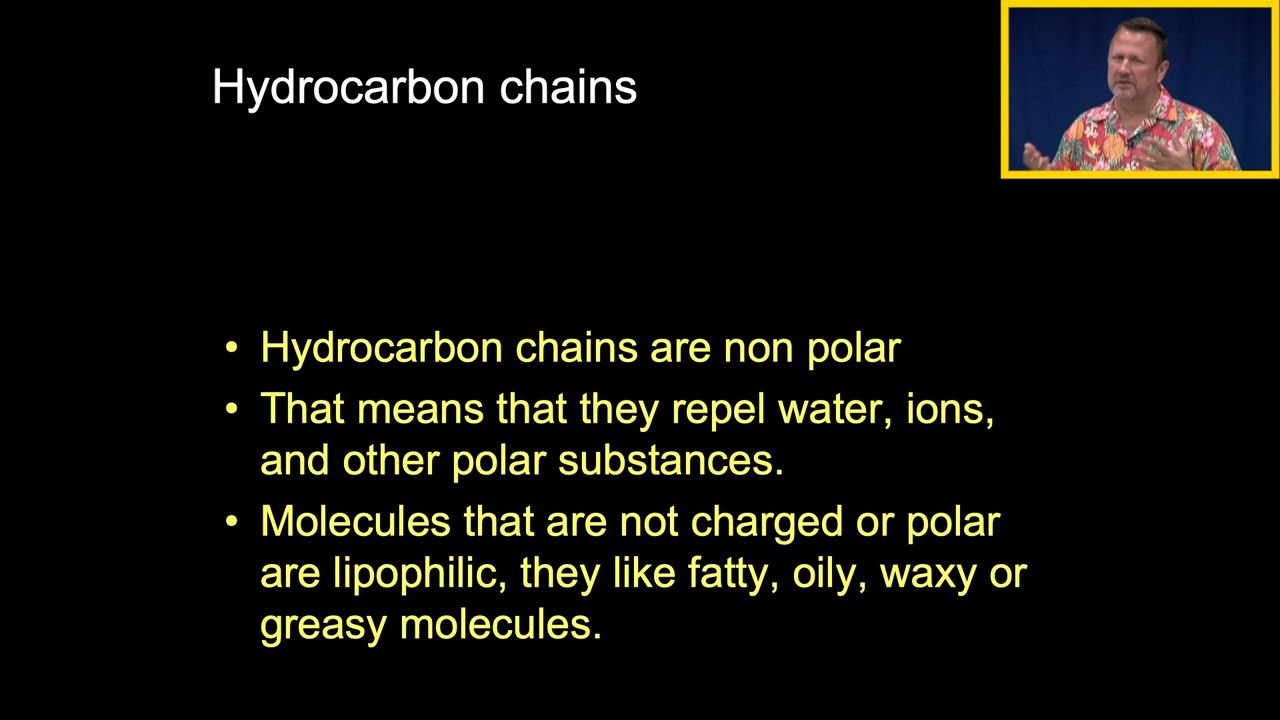 Hydrocarbon chains
• Hydrocarbon chains are non polar
• That means that they repel water, ions,
and other polar substances.
• Molecules that are not charged or polar
are lipophilic, they like fatty, oily, waxy or
greasy molecules.